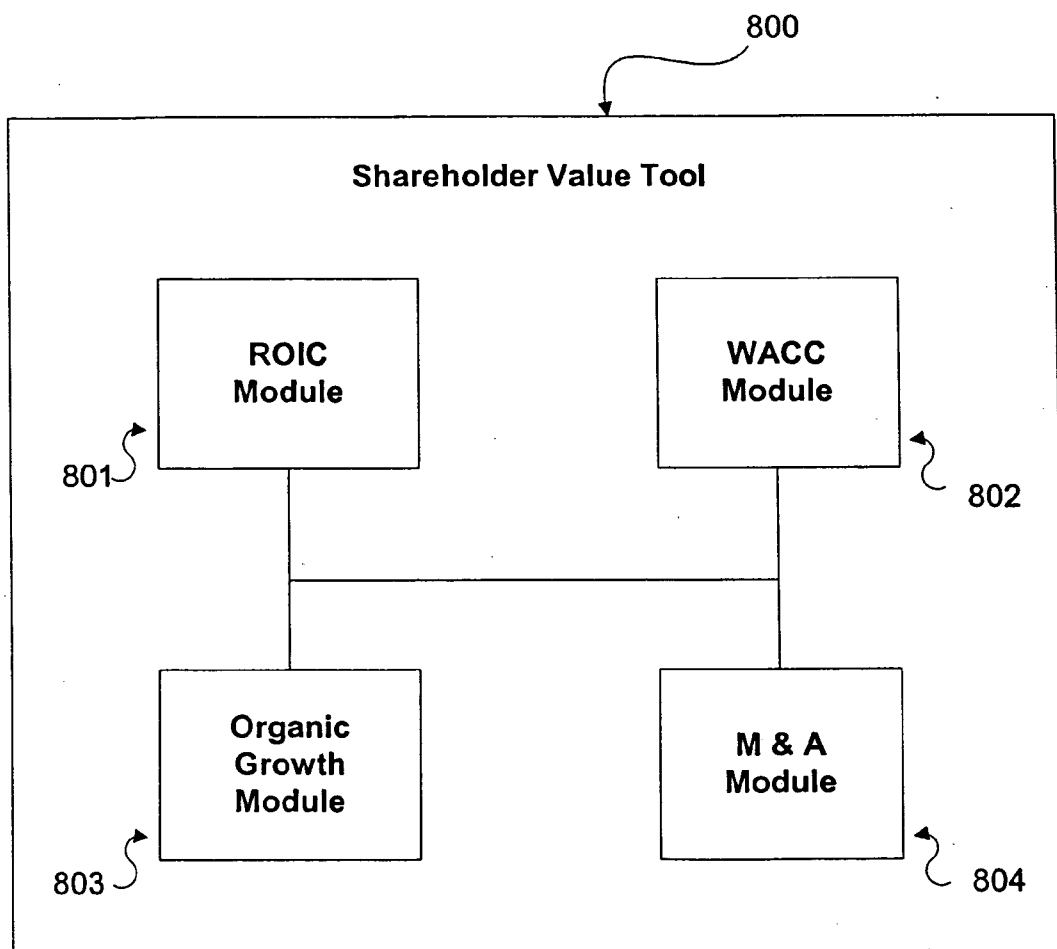 800
Shareholder Value Tool
ROIC
Module
WACC
Module
801
802
Organic
Growth
Module
M & A
Module
803
804